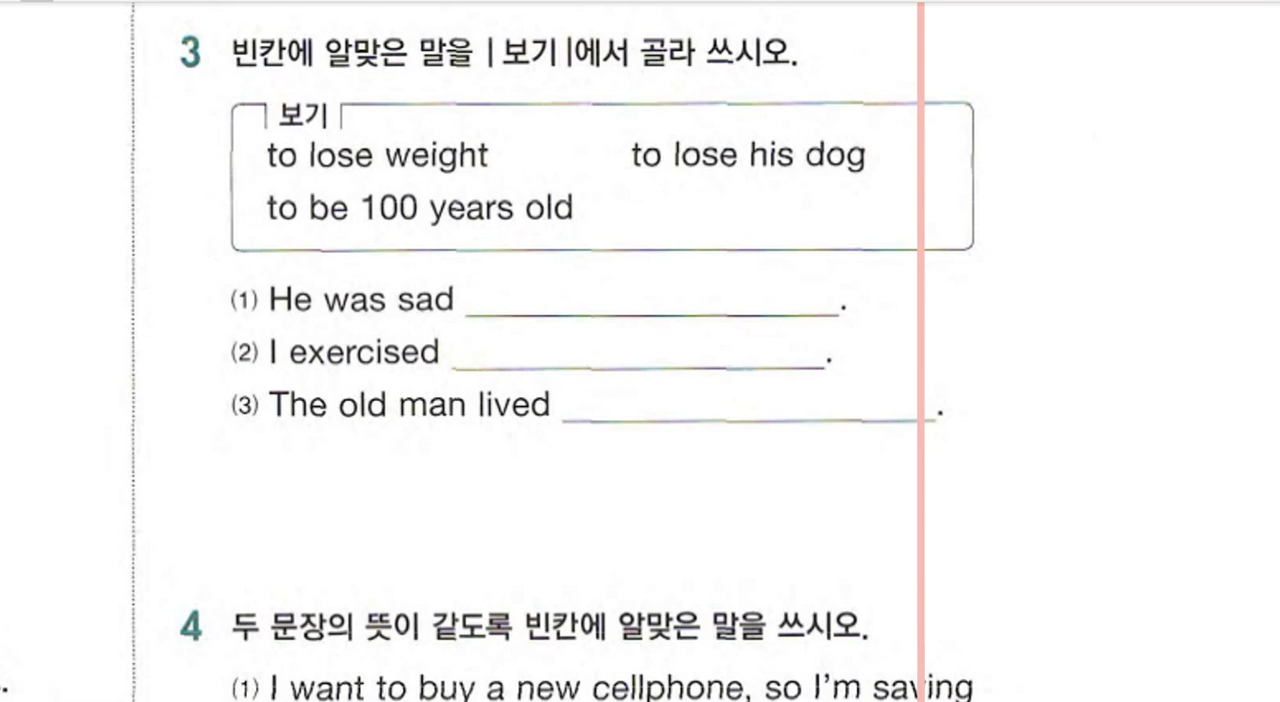 3 빈칸에 알맞은 말을 |보기|에서 골라 쓰시오.
보기
to lose weight to lose his dog
to be 100 years old
(1) He was sad ____________________.
(2) I exercised ____________________.
(3) The old man lived ____________________.
4 두 문장의 뜻이 같도록 빈칸에 알맞은 말을 쓰시오.
(1) I want to buy a new cellphone, so I'm saving
.